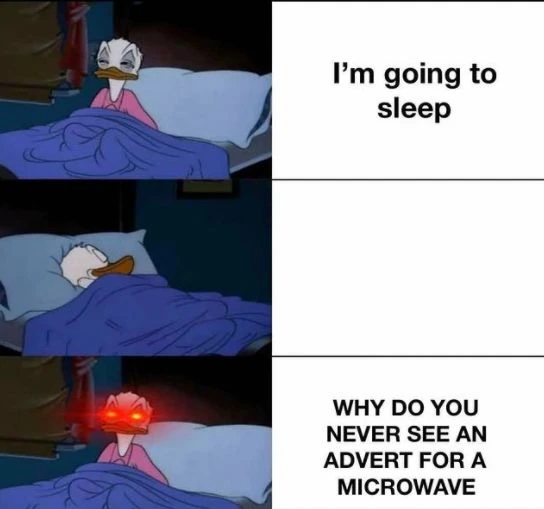 I’m going to
sleep
WHY DO YOU
NEVER SEE AN
ADVERT FOR A
MICROWAVE